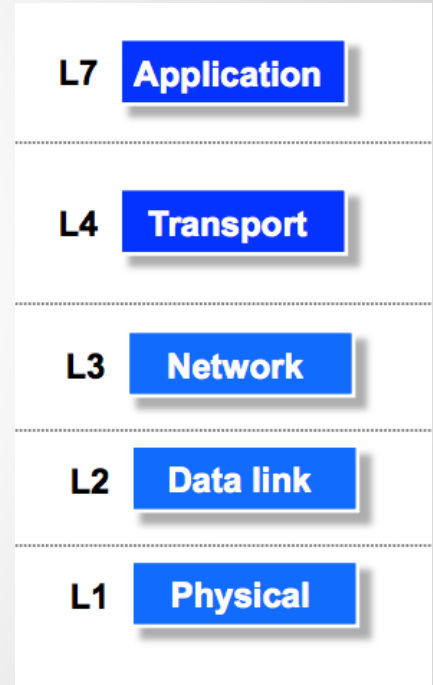 L7 Application
L4 Transport
L3 Network
L2 Data link
L1 Physical